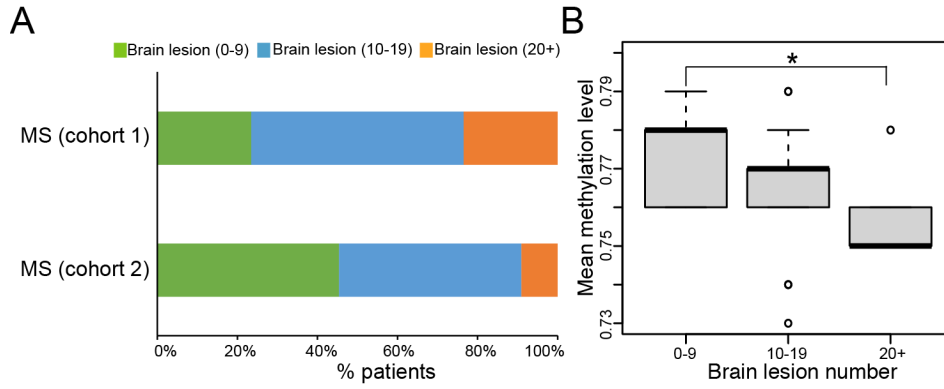 A
Brain lesion (0-9) Brain lesion (10-19) Brain lesion (20+)
MS (cohort 1)
MS (cohort 2)
0% 20% 40% 60% 80% 100%
% patients
B
*
Mean methylation level
0.79
0.77
0.75
0.73
0-9 10-19 20+
Brain lesion number